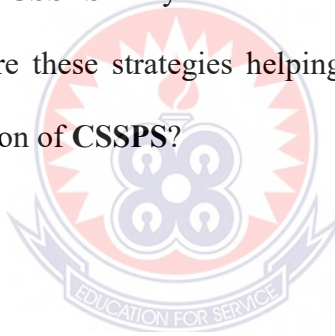 re these strategies helping
on of CSSPS?
EDUCATION FOR SERVICE